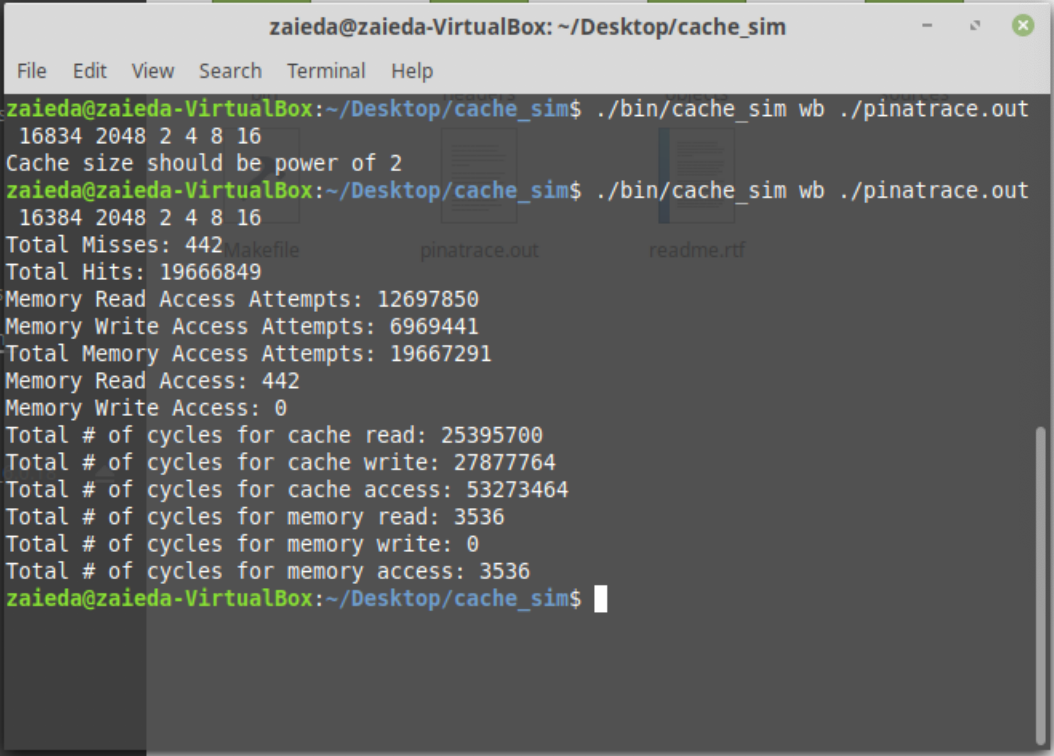 zaieda@zaieda-VirtualBox: ~/Desktop/cache_sim
File Edit View Search Terminal Help
zaieda@zaieda-VirtualBox:~/Desktop/cache_sim$ ./bin/cache_sim wb ./pinatrace.out
16834 2048 2 4 8 16
Cache size should be power of 2
zaieda@zaieda-VirtualBox:~/Desktop/cache_sim$ ./bin/cache_sim wb ./pinatrace.out
16384 2048 2 4 8 16
Total Misses: 442
Makefile pinatrace.out readme.rtf
Total Hits: 19666849
Memory Read Access Attempts: 12697850
Memory Write Access Attempts: 6969441
Total Memory Access Attempts: 19667291
Memory Read Access: 442
Memory Write Access: 0
Total # of cycles for cache read: 25395700
Total # of cycles for cache write: 27877764
Total # of cycles for cache access: 53273464
Total # of cycles for memory read: 3536
Total # of cycles for memory write: 0
Total # of cycles for memory access: 3536
zaieda@zaieda-VirtualBox:~/Desktop/cache_sim$